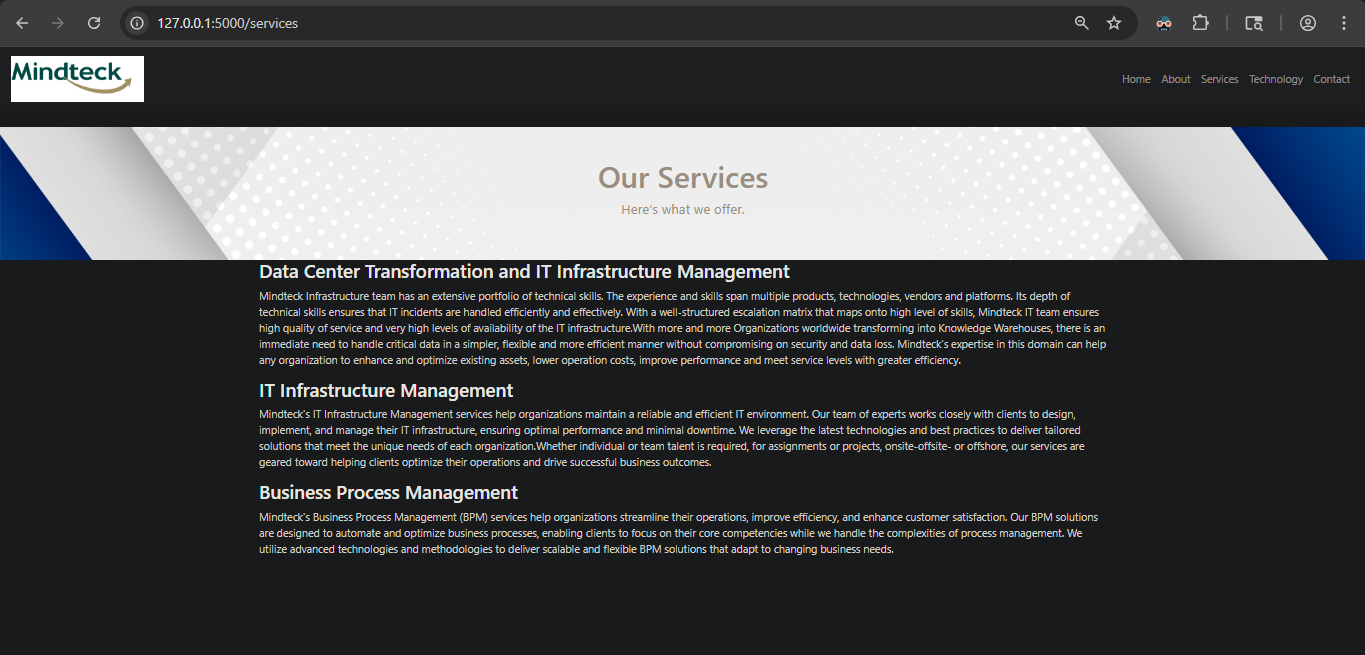 127.0.0.1:5000/services
Mindteck
Home About Services Technology Contact
Our Services
Here's what we offer.
Data Center Transformation and IT Infrastructure Management
Mindteck Infrastructure team has an extensive portfolio of technical skills. The experience and skills span multiple products, technologies, vendors and platforms. Its depth of
technical skills ensures that IT incidents are handled efficiently and effectively. With a well-structured escalation matrix that maps onto high level of skills, Mindteck IT team ensures
high quality of service and very high levels of availability of the IT infrastructure.With more and more Organizations worldwide transforming into Knowledge Warehouses, there is an
immediate need to handle critical data in a simpler, flexible and more efficient manner without compromising on security and data loss. Mindteck's expertise in this domain can help
any organization to enhance and optimize existing assets, lower operation costs, improve performance and meet service levels with greater efficiency.
IT Infrastructure Management
Mindteck's IT Infrastructure Management services help organizations maintain a reliable and efficient IT environment. Our team of experts works closely with clients to design,
implement, and manage their IT infrastructure, ensuring optimal performance and minimal downtime. We leverage the latest technologies and best practices to deliver tailored
solutions that meet the unique needs of each organization.Whether individual or team talent is required, for assignments or projects, onsite-offsite- or offshore, our services are
geared toward helping clients optimize their operations and drive successful business outcomes.
Business Process Management
Mindteck's Business Process Management (BPM) services help organizations streamline their operations, improve efficiency, and enhance customer satisfaction. Our BPM solutions
are designed to automate and optimize business processes, enabling clients to focus on their core competencies while we handle the complexities of process management. We
utilize advanced technologies and methodologies to deliver scalable and flexible BPM solutions that adapt to changing business needs.